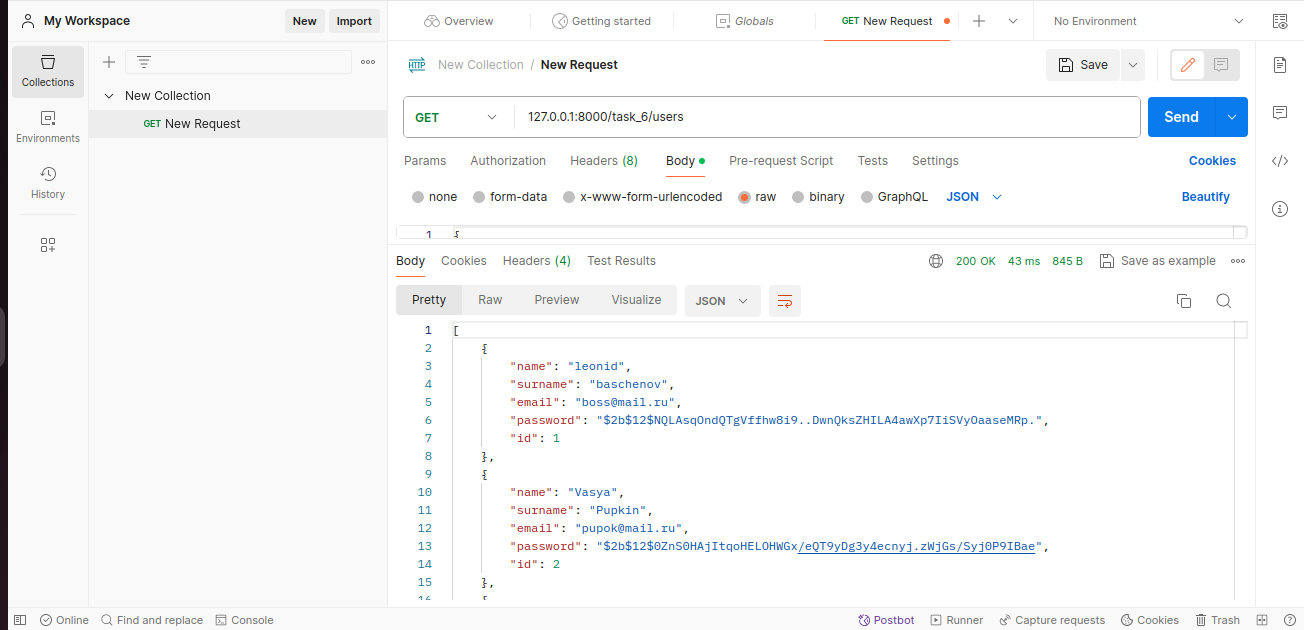 My Workspace
New
Import
Overview
Getting started
Globals
GET New Request
No Environment
Collections
Environments
History
New Collection
GET New Request
HTTP
New Collection / New Request
Save
GET
127.0.0.1:8000/task_6/users
Send
Params
Authorization
Headers (8)
Body
Pre-request Script
Tests
Settings
Cookies
none
form-data
x-www-form-urlencoded
raw
binary
GraphQL
JSON
Beautify
1 {
Body
Cookies
Headers (4)
Test Results
200 OK
43 ms
845 B
Save as example
Pretty
Raw
Preview
Visualize
JSON
1 [
2 {
3 "name": "leonid",
4 "surname": "baschenov",
5 "email": "boss@mail.ru",
6 "password": "$2b$12$NQLAsqOndQTgVffhw8i9..DwnQksZHILA4awXp7IiSVyOaaseMRp.",
7 "id": 1
8 },
9 {
10 "name": "Vasya",
11 "surname": "Pupkin",
12 "email": "pupok@mail.ru",
13 "password": "$2b$12$0ZnS0HAjItqoHELOHWGx/eQT9yDg3y4ecnyj.zWjGs/Syj0P9IBae",
14 "id": 2
15 },
16 {
Online
Find and replace
Console
Postbot
Runner
Capture requests
Cookies
Trash